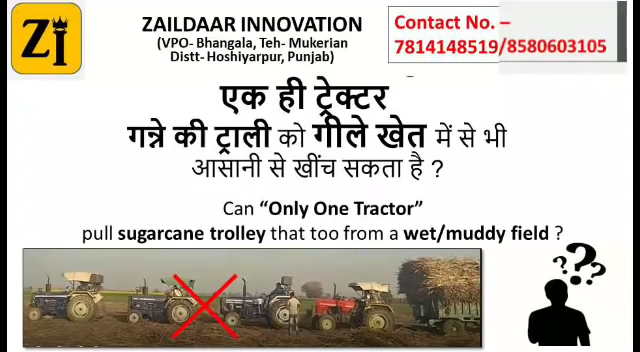 Zi
ZAILDAAR INNOVATION
(VPO- Bhangala, Teh- Mukerian
Distt- Hoshiyarpur, Punjab)
Contact No. –
7814148519/8580603105
एक ही ट्रेक्टर
गन्ने की ट्राली को गीले खेत में से भी
आसानी से खींच सकता है ?
Can “Only One Tractor”
pull sugarcane trolley that too from a wet/muddy field ?
???